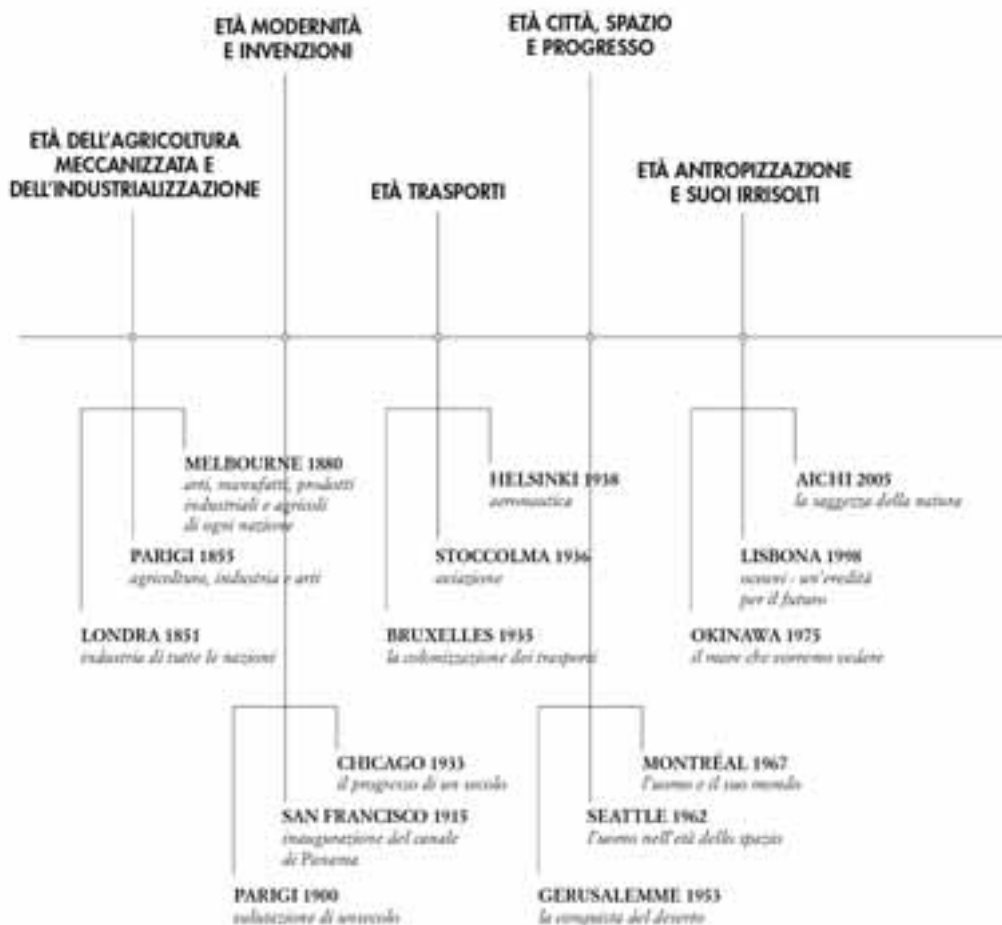 ETÀ MODERNITÀ
E INVENZIONI
ETÀ CITTÀ, SPAZIO
E PROGRESSO
ETÀ DELL'AGRICOLTURA
MECCANIZZATA E
DELL'INDUSTRIALIZZAZIONE
ETÀ TRASPORTI
ETÀ ANTROPIZZAZIONE
E SUOI IRRISOLTI
MELBOURNE 1880
arti, manufatti, prodotti
industriali e agricoli
di ogni nazione
PARIGI 1855
agricoltura, industria e arti
LONDRA 1851
industria di tutte le nazioni
HELSINKI 1938
aeronautica
STOCCOLMA 1936
aviazione
BRUXELLES 1935
la colonizzazione dei trasporti
AICHI 2005
la saggezza della natura
LISBONA 1998
oceani - un'eredità
per il futuro
OKINAWA 1975
il mare che vorremo vedere
CHICAGO 1933
il progresso di un secolo
SAN FRANCISCO 1915
inaugurazione del canale
di Panama
PARIGI 1900
valutazione di unsecolo
MONTRÉAL 1967
l'uomo e il suo mondo
SEATTLE 1962
l'uomo nell'età dello spazio
GERUSALEMME 1953
la conquista del deserto